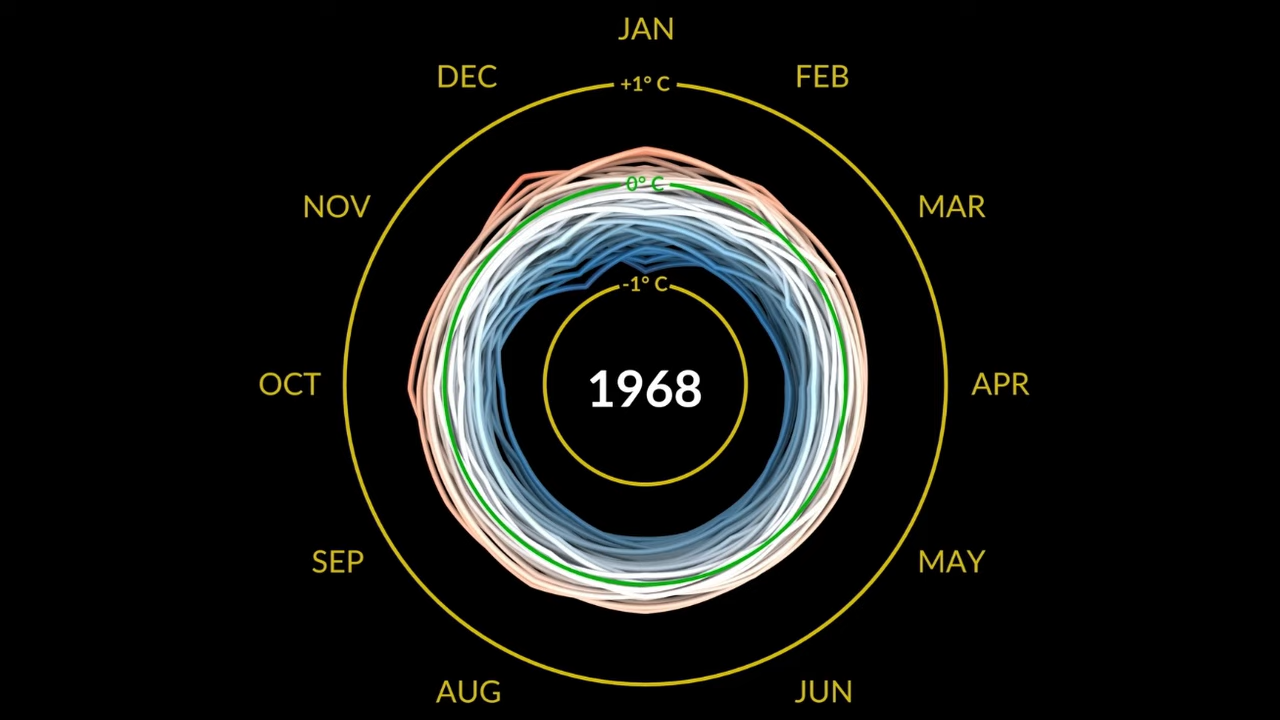 JAN
DEC
+1° C
FEB
0° C
NOV
MAR
-1° C
OCT
1968
APR
SEP
MAY
AUG
JUN